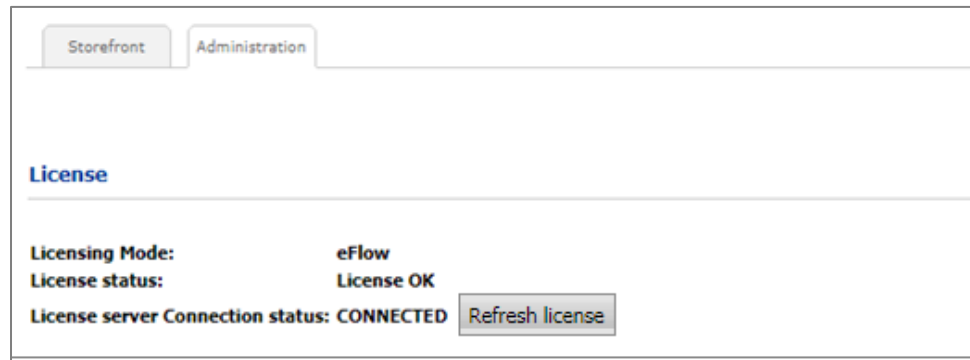 Storefront Administration
License
Licensing Mode: eFlow
License status: License OK
License server Connection status: CONNECTED Refresh license